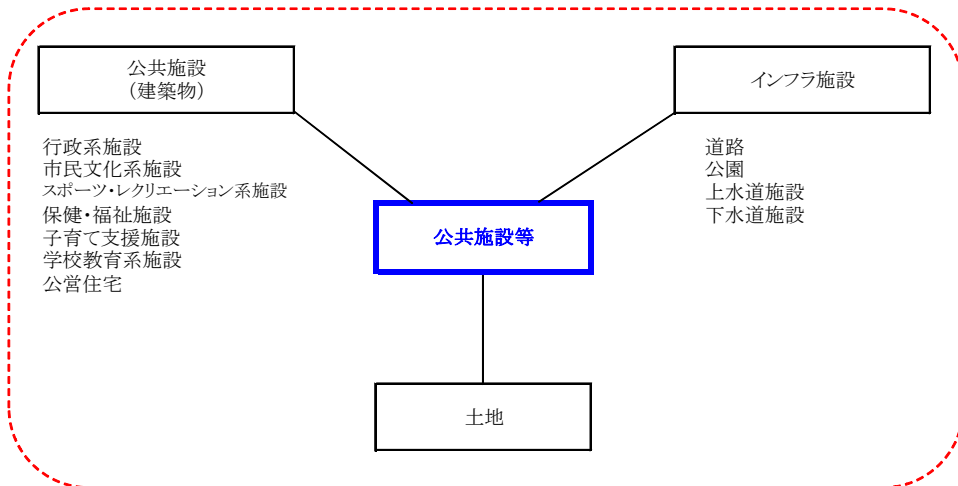 公共施設
(建築物)
行政系施設
市民文化系施設
スポーツ・レクリエーション系施設
保健・福祉施設
子育て支援施設
学校教育系施設
公営住宅
インフラ施設
道路
公園
上水道施設
下水道施設
公共施設等
土地